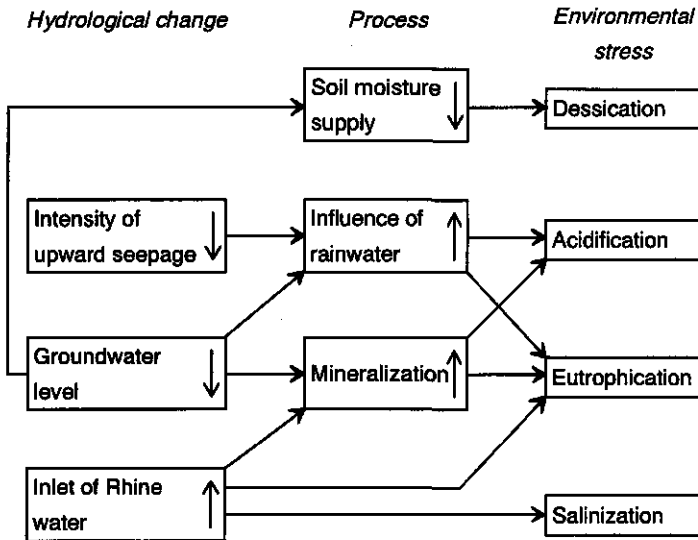 Hydrological change
Process
Environmental
stress
Soil moisture
supply
Dessication
Intensity of
upward seepage
Influence of
rainwater
Acidification
Groundwater
level
Mineralization
Eutrophication
Inlet of Rhine
water
Salinization